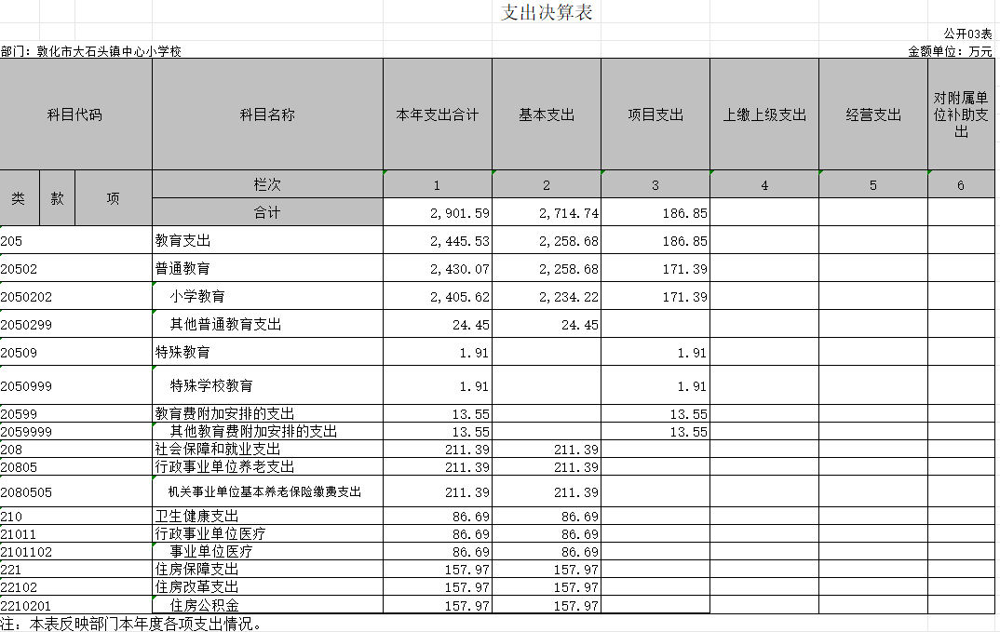 支出决算表
公开03表
部门：敦化市大石头镇中心小学校 金额单位：万元
科目代码 科目名称 本年支出合计 基本支出 项目支出 上缴上级支出 经营支出 对附属单位补助支出
类 款 项 栏次 1 2 3 4 5 6
合计 2,901.59 2,714.74 186.85
205 教育支出 2,445.53 2,258.68 186.85
20502 普通教育 2,430.07 2,258.68 171.39
2050202 小学教育 2,405.62 2,234.22 171.39
2050299 其他普通教育支出 24.45 24.45
20509 特殊教育 1.91 1.91
2050999 特殊学校教育 1.91 1.91
20599 教育费附加安排的支出 13.55 13.55
2059999 其他教育费附加安排的支出 13.55 13.55
208 社会保障和就业支出 211.39 211.39
20805 行政事业单位养老支出 211.39 211.39
2080505 机关事业单位基本养老保险缴费支出 211.39 211.39
210 卫生健康支出 86.69 86.69
21011 行政事业单位医疗 86.69 86.69
2101102 事业单位医疗 86.69 86.69
221 住房保障支出 157.97 157.97
22102 住房改革支出 157.97 157.97
2210201 住房公积金 157.97 157.97
注：本表反映部门本年度各项支出情况。